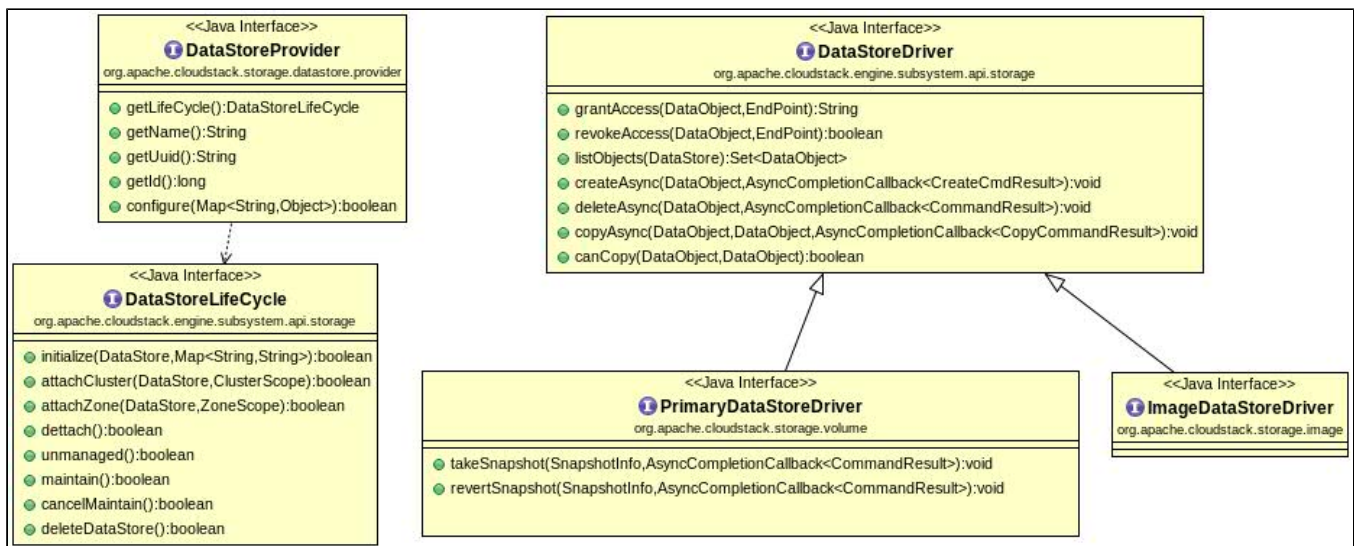 <<Java Interface>>
DataStoreProvider
org.apache.cloudstack.storage.datastore.provider
getLifeCycle():DataStoreLifeCycle
getName():String
getUuid():String
getId():long
configure(Map<String,Object>):boolean
<<Java Interface>>
DataStoreLifeCycle
org.apache.cloudstack.engine.subsystem.api.storage
initialize(DataStore,Map<String,String>):boolean
attachCluster(DataStore,ClusterScope):boolean
attachZone(DataStore,ZoneScope):boolean
dettach():boolean
unmanaged():boolean
maintain():boolean
cancelMaintain():boolean
deleteDataStore():boolean
<<Java Interface>>
DataStoreDriver
org.apache.cloudstack.engine.subsystem.api.storage
grantAccess(DataObject,EndPoint):String
revokeAccess(DataObject,EndPoint):boolean
listObjects(DataStore):Set<DataObject>
createAsync(DataObject,AsyncCompletionCallback<CreateCmdResult>):void
deleteAsync(DataObject,AsyncCompletionCallback<CommandResult>):void
copyAsync(DataObject,DataObject,AsyncCompletionCallback<CopyCommandResult>):void
canCopy(DataObject,DataObject):boolean
<<Java Interface>>
PrimaryDataStoreDriver
org.apache.cloudstack.storage.volume
takeSnapshot(SnapshotInfo,AsyncCompletionCallback<CommandResult>):void
revertSnapshot(SnapshotInfo,AsyncCompletionCallback<CommandResult>):void
<<Java Interface>>
ImageDataStoreDriver
org.apache.cloudstack.storage.image